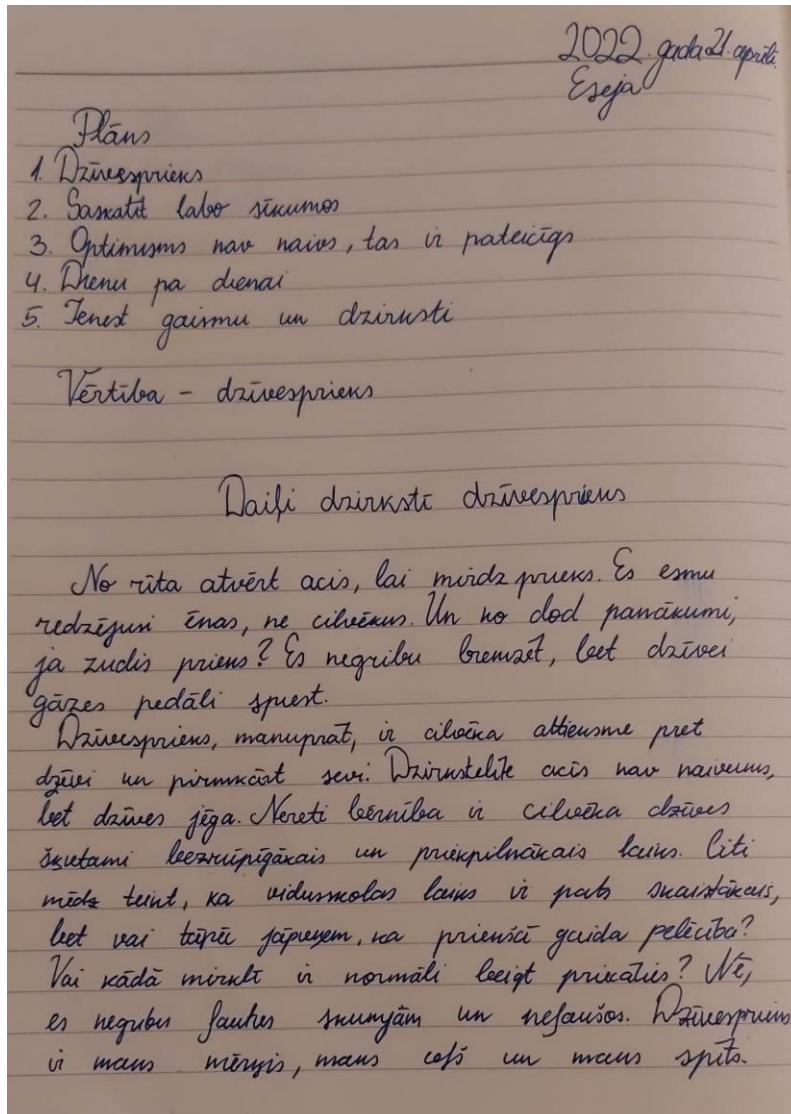 2022. gada 21. aprīlī.
Eseja
Plāns
1. Dzīvesprieks
2. Saskatīt labo sīkumos
3. Optimisms nav naivs, tas ir pateicīgs
4. Dienu pa dienai
5. Ienest gaismu un dzirksti
Vērtība - dzīvesprieks
Daiļi dzirkstī dzīvesprieks
No rīta atvērt acis, lai mirdz prieks. Es esmu
redzējusi ēnas, ne cilvēkus. Un ko dod panākumi,
ja zudis prieks? Es negribu bremzēt, bet dzīvei
gāzes pedāli spiest.
Dzīvesprieks, manuprāt, ir cilvēka attieksme pret
dzīvi un pirmkārt sevi. Dzirkstelīte acīs nav naivums,
bet dzīves jēga. Nereti bērnība ir cilvēka dzīves
šķietami bezrūpīgākais un priekpilnākais laiks. Citi
mēdz teikt, ka vidusskolas laiks ir pats skaistākais,
bet vai tāpēc jāpieņem, ka priekšā gaida pelēcība?
Vai kādā mirklī ir normāli beigt priecāties? Nē,
es negribu ļauties skumjām un neļaušos. Dzīvesprieks
ir mans mērķis, mans ceļš un mans spīts.